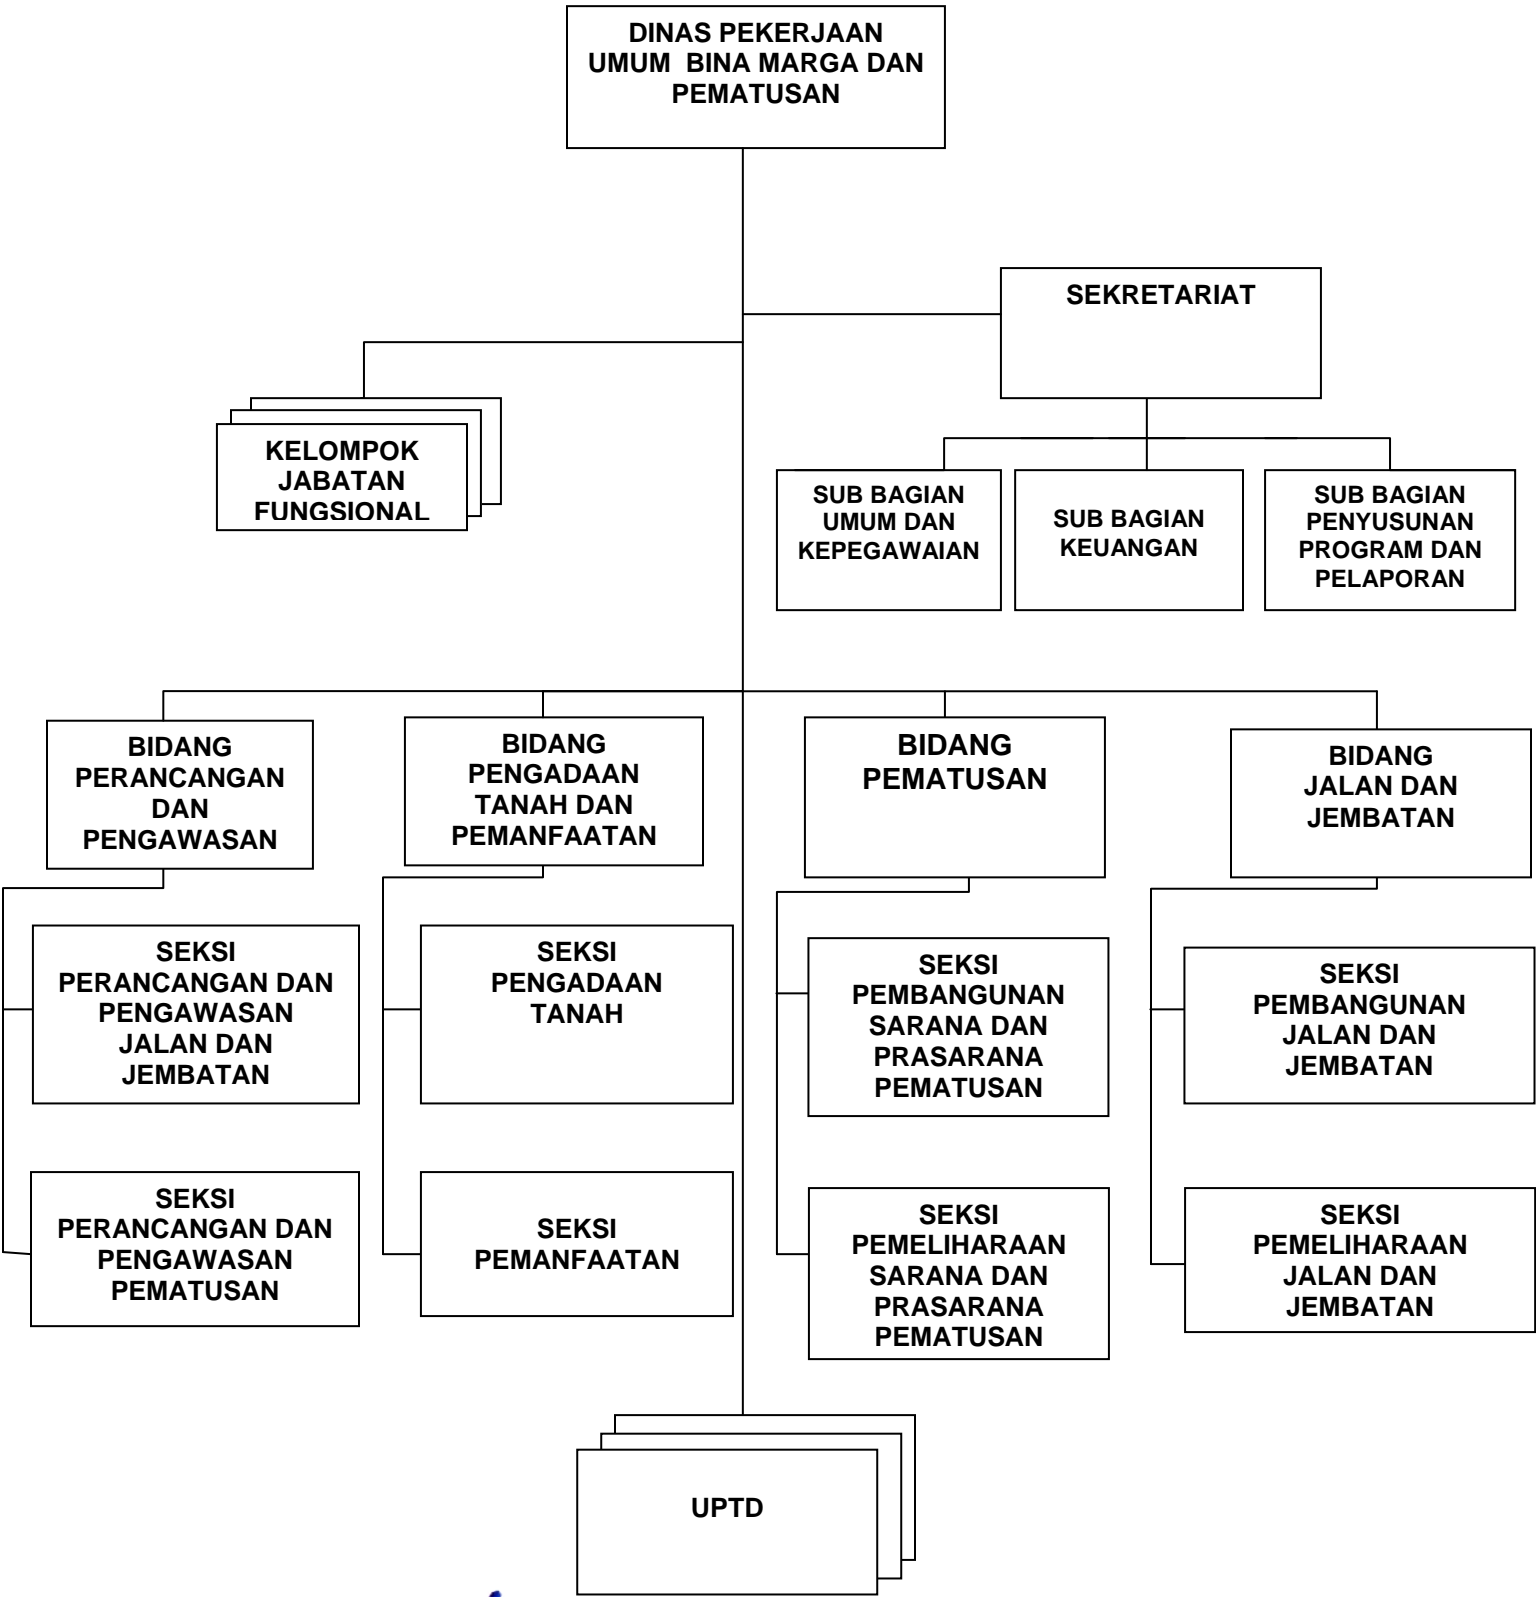 DINAS PEKERJAAN
UMUM BINA MARGA DAN
PEMATUSAN
SEKRETARIAT
KELOMPOK
JABATAN
FUNGSIONAL
SUB BAGIAN
UMUM DAN
KEPEGAWAIAN
SUB BAGIAN
KEUANGAN
SUB BAGIAN
PENYUSUNAN
PROGRAM DAN
PELAPORAN
BIDANG
PERANCANGAN
DAN
PENGAWASAN
BIDANG
PENGADAAN
TANAH DAN
PEMANFAATAN
BIDANG
PEMATUSAN
BIDANG
JALAN DAN
JEMBATAN
SEKSI
PERANCANGAN DAN
PENGAWASAN
JALAN DAN
JEMBATAN
SEKSI
PENGADAAN
TANAH
SEKSI
PEMBANGUNAN
SARANA DAN
PRASARANA
PEMATUSAN
SEKSI
PEMBANGUNAN
JALAN DAN
JEMBATAN
SEKSI
PERANCANGAN DAN
PENGAWASAN
PEMATUSAN
SEKSI
PEMANFAATAN
SEKSI
PEMELIHARAAN
SARANA DAN
PRASARANA
PEMATUSAN
SEKSI
PEMELIHARAAN
JALAN DAN
JEMBATAN
UPTD